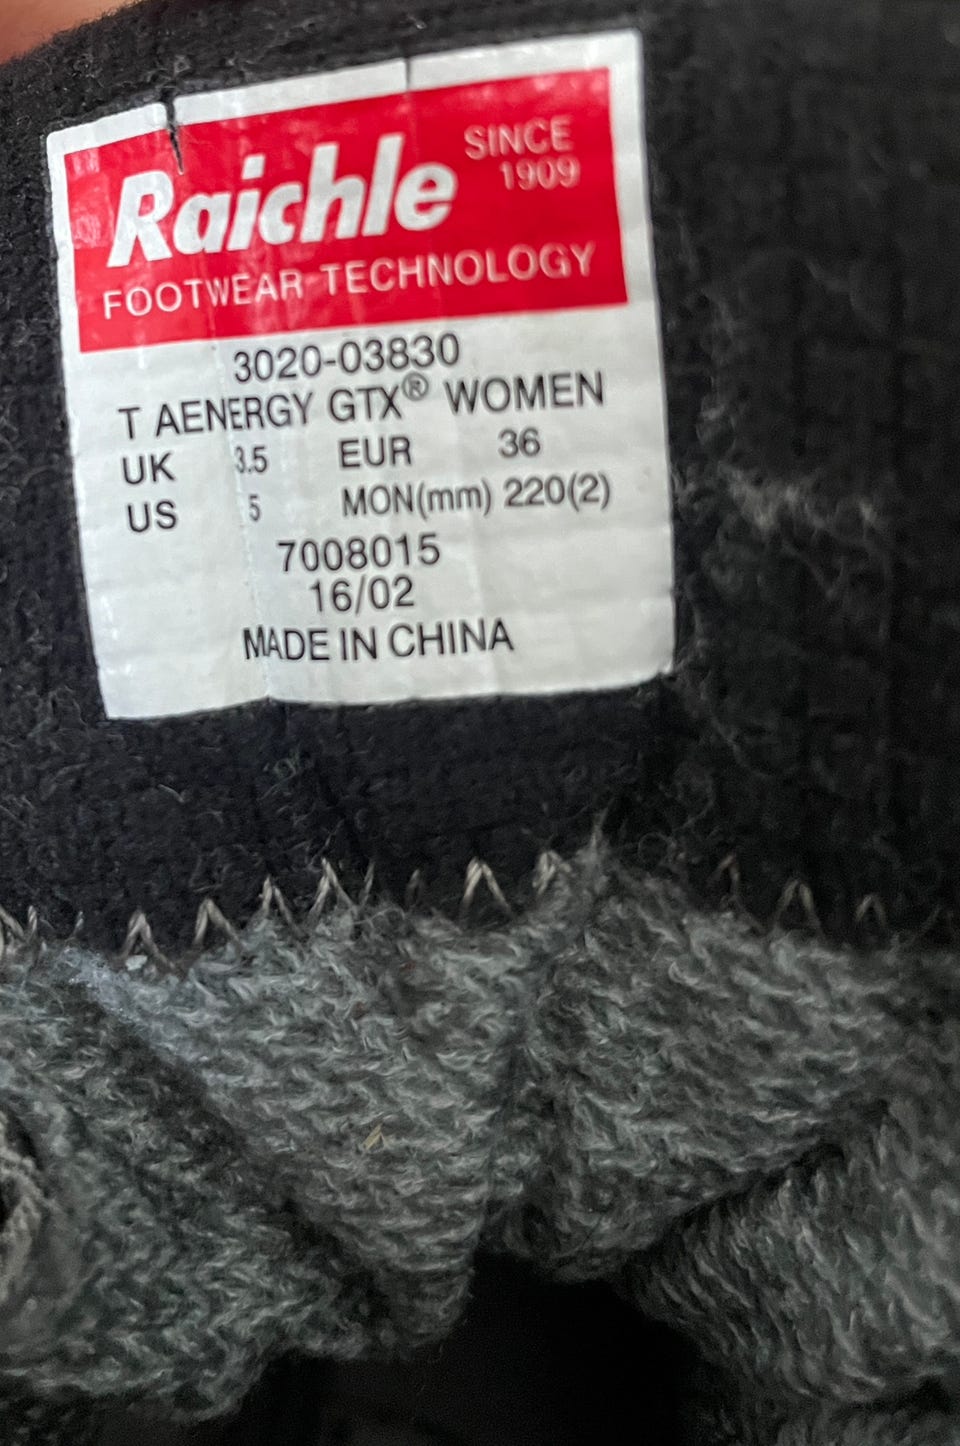 Raichle SINCE 1909
FOOTWEAR TECHNOLOGY
3020-03830
T AENERGY GTX® WOMEN
UK 3.5 EUR 36
US 5 MON(mm) 220(2)
7008015
16/02
MADE IN CHINA